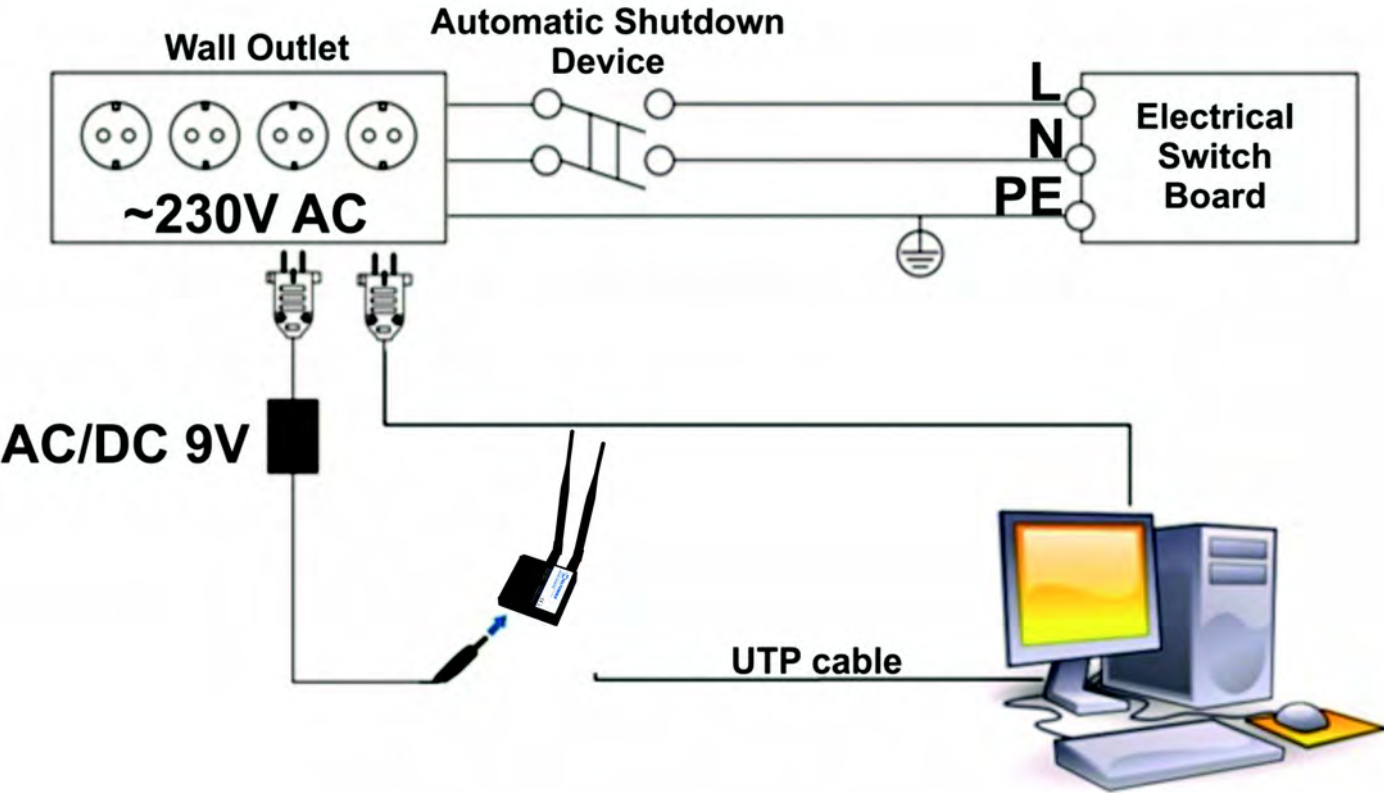 Automatic Shutdown
Device
Wall Outlet
L
N
PE
Electrical
Switch
Board
~230V AC
AC/DC 9V
UTP cable